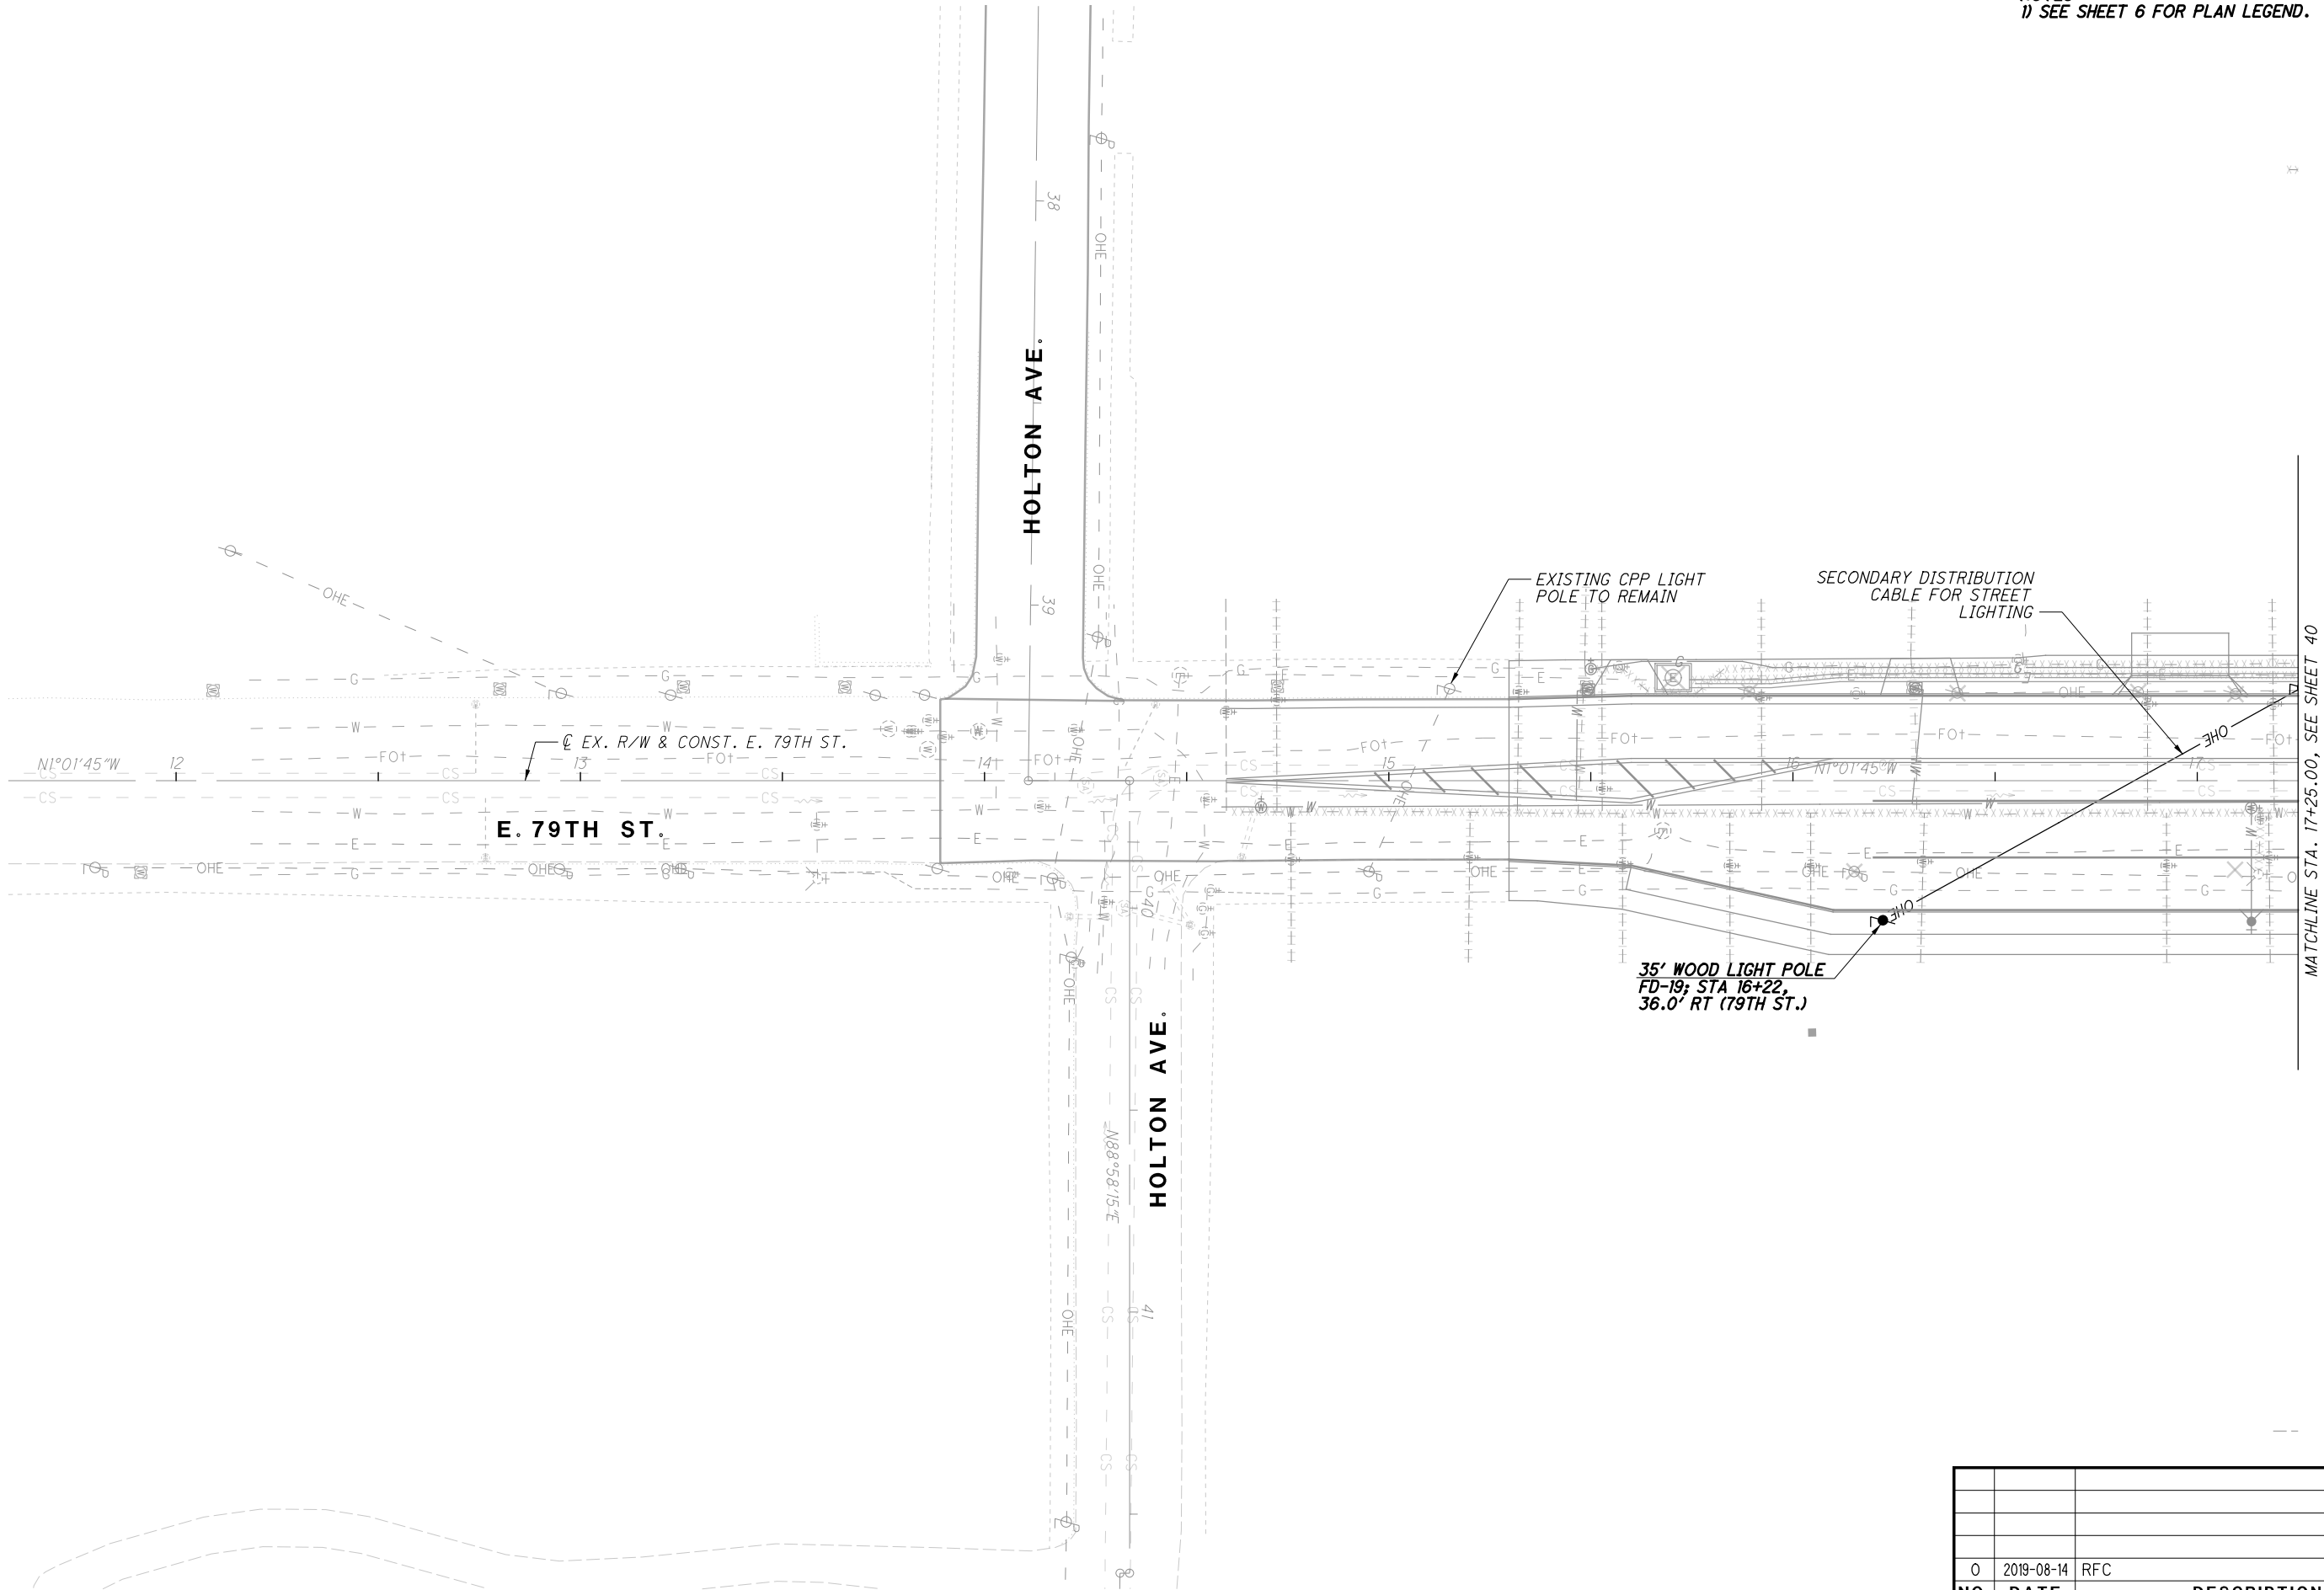 1) SEE SHEET 6 FOR PLAN LEGEND.
38
OHE
HOLTON AVE.
OHE
39
OHE
EXISTING CPP LIGHT
POLE TO REMAIN
SECONDARY DISTRIBUTION
CABLE FOR STREET
LIGHTING
MATCHLINE STA. 17+25.00, SEE SHEET 40
℄ EX. R/W & CONST. E. 79TH ST.
N1°01'45"W
12
13
14
15
16
N1°01'45"W
17
E. 79TH ST.
OHE
OHE
35' WOOD LIGHT POLE
FD-19; STA 16+22,
36.0' RT (79TH ST.)
40
HOLTON AVE.
N88°58'15"E
41
OHE
OHE
0 2019-08-14 RFC
NO. DATE DESCRIPTION